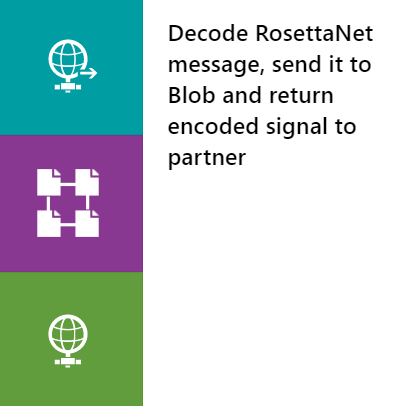 Decode RosettaNet
message, send it to
Blob and return
encoded signal to
partner